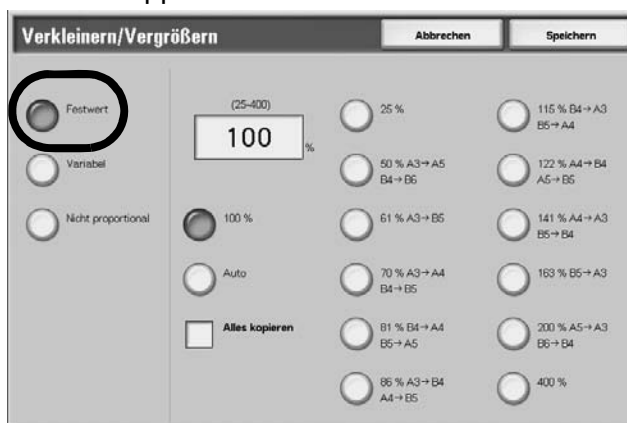 Verkleinern/Vergrößern
Abbrechen
Speichern
Festwert
Variabel
Nicht proportional
(25-400)
100
%
100 %
Auto
Alles kopieren
25 %
50 % A3→A5
B4→B6
61 % A3→B5
70 % A3→A4
B4→B5
81 % B4→A4
B5→A5
86 % A3→B4
A4→B5
115 % B4→A3
B5→A4
122 % A4→B4
A5→B5
141 % A4→A3
B5→B4
163 % B5→A3
200 % A5→A3
B6→B4
400 %